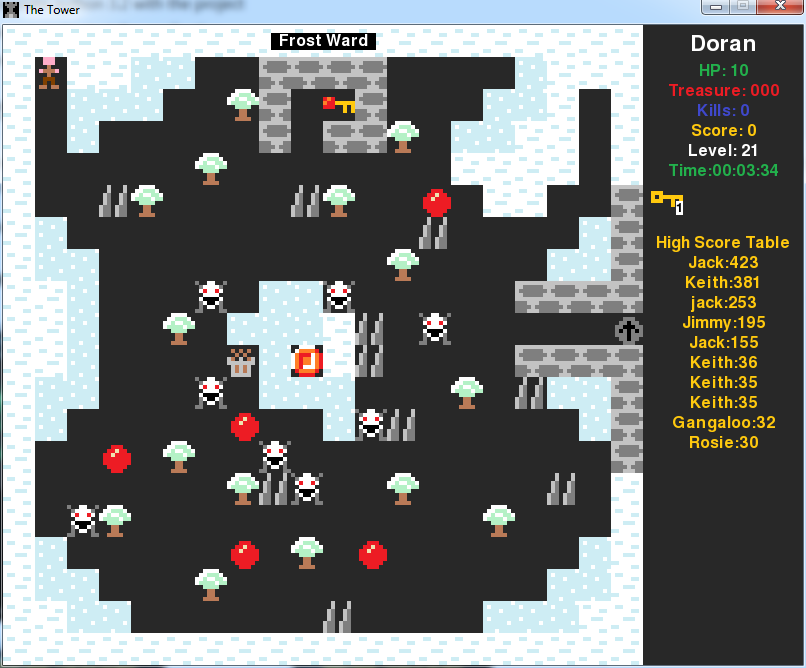 The Tower
Frost Ward
Doran
HP: 10
Treasure: 000
Kills: 0
Score: 0
Level: 21
Time:00:03:34
1
High Score Table
Jack:423
Keith:381
jack:253
Jimmy:195
Jack:155
Keith:36
Keith:35
Keith:35
Gangaloo:32
Rosie:30